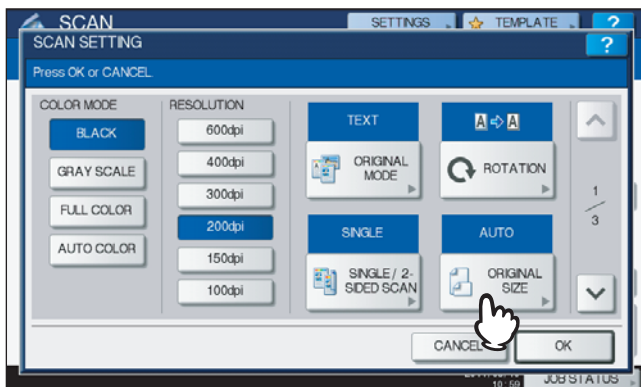 SCAN
SETTINGS
TEMPLATE
?
SCAN SETTING
?
Press OK or CANCEL
COLOR MODE
RESOLUTION
BLACK
GRAY SCALE
FULL COLOR
AUTO COLOR
600dpi
400dpi
300dpi
200dpi
150dpi
100dpi
TEXT
ORIGINAL
MODE
A A
ROTATION
SINGLE
SINGLE / 2-
SIDED SCAN
AUTO
ORIGINAL
SIZE
1
3
CANCEL
OK
10:59
JOB STATUS